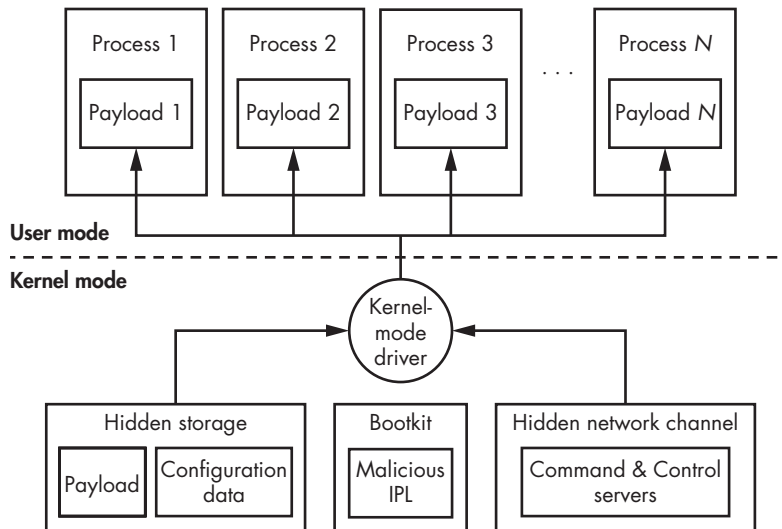 Process 1
Process 2
Process 3
. . .
Process N
Payload 1
Payload 2
Payload 3
Payload N
User mode
Kernel mode
Kernel-
mode
driver
Hidden storage
Payload
Configuration
data
Bootkit
Malicious
IPL
Hidden network channel
Command & Control
servers